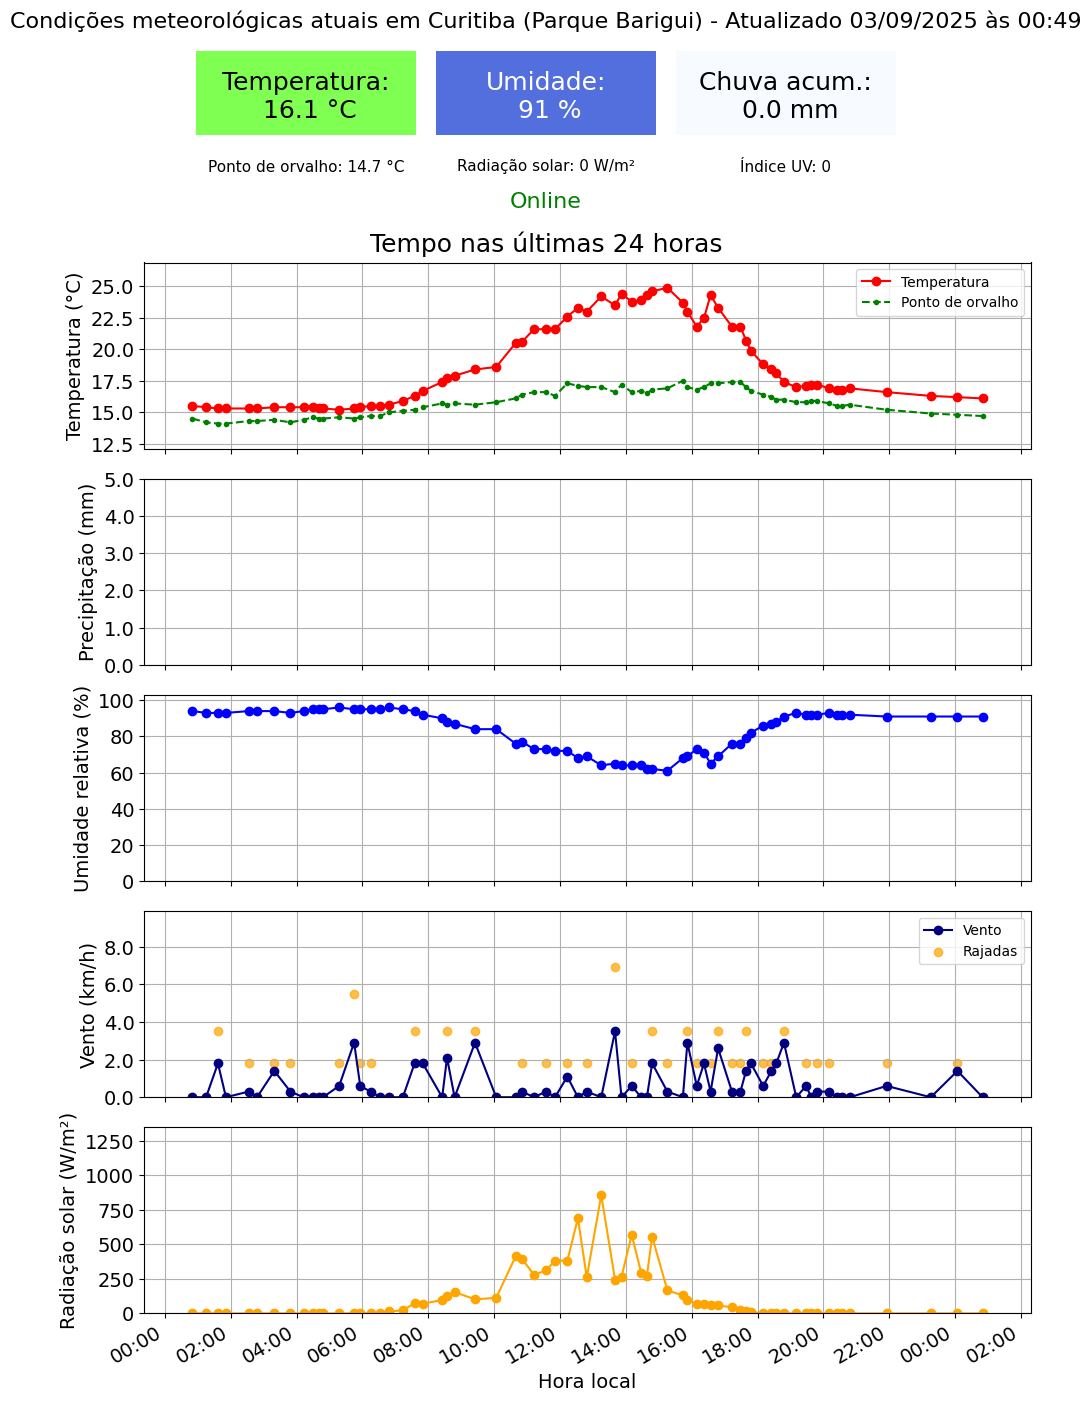 Condições meteorológicas atuais em Curitiba (Parque Barigui) - Atualizado 03/09/2025 às 00:49
Temperatura:
16.1 °C
Umidade:
91 %
Chuva acum.:
0.0 mm
Ponto de orvalho: 14.7 °C
Radiação solar: 0 W/m²
Índice UV: 0
Online
Tempo nas últimas 24 horas
Temperatura (°C)
25.0
22.5
20.0
17.5
15.0
12.5
Temperatura
Ponto de orvalho
Precipitação (mm)
5.0
4.0
3.0
2.0
1.0
0.0
Umidade relativa (%)
100
80
60
40
20
0
Vento (km/h)
8.0
6.0
4.0
2.0
0.0
Vento
Rajadas
Radiação solar (W/m²)
1250
1000
750
500
250
0
00:00
02:00
04:00
06:00
08:00
10:00
12:00
14:00
16:00
18:00
20:00
22:00
00:00
02:00
Hora local